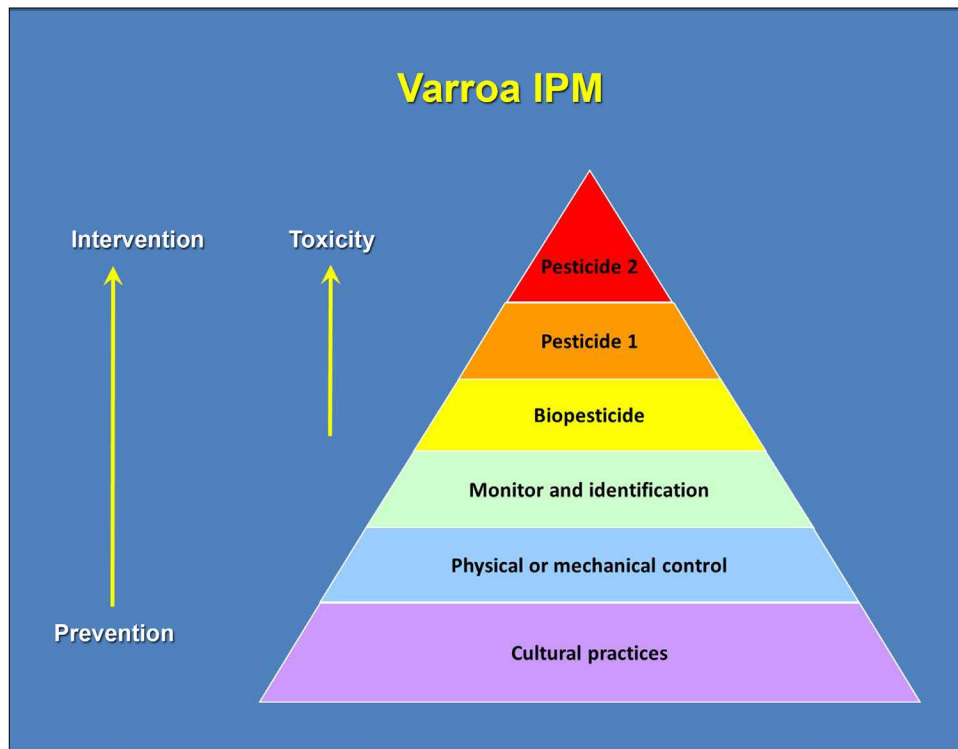 Varroa IPM
Intervention
Toxicity
Pesticide 2
Pesticide 1
Biopesticide
Monitor and identification
Physical or mechanical control
Prevention
Cultural practices